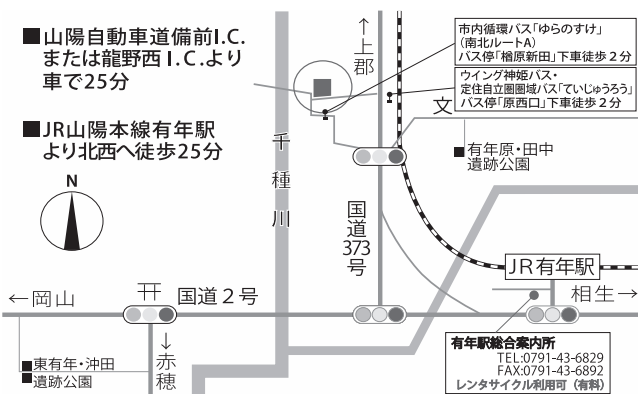 ■山陽自動車道備前I.C.
または龍野西I.C.より
車で25分
■JR山陽本線有年駅
より北西へ徒歩25分
N
↑上郡
市内循環バス「ゆらのすけ」
(南北ルートA)
バス停「楢原新田」下車徒歩2分
ウイング神姫バス・
定住自立圏圏域バス「ていじゅうろう」
バス停「原西口」下車徒歩2分
文
■有年原・田中
遺跡公園
千種川
国道373号
JR有年駅
←岡山
国道2号
相生→
↓赤穂
■東有年・沖田
■遺跡公園
有年駅総合案内所
TEL:0791-43-6829
FAX:0791-43-6892
レンタサイクル利用可（有料）